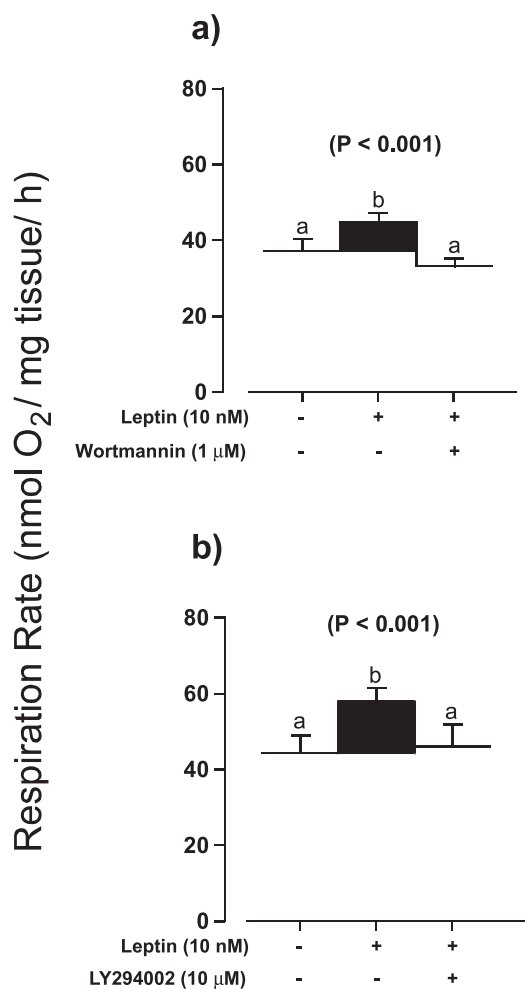 Respiration Rate (nmol O2/ mg tissue/ h)
a)
80
60
40
20
0
(P < 0.001)
a
b
a
Leptin (10 nM) - + +
Wortmannin (1 μM) - - +
b)
80
60
40
20
0
(P < 0.001)
a
b
a
Leptin (10 nM) - + +
LY294002 (10 μM) - - +